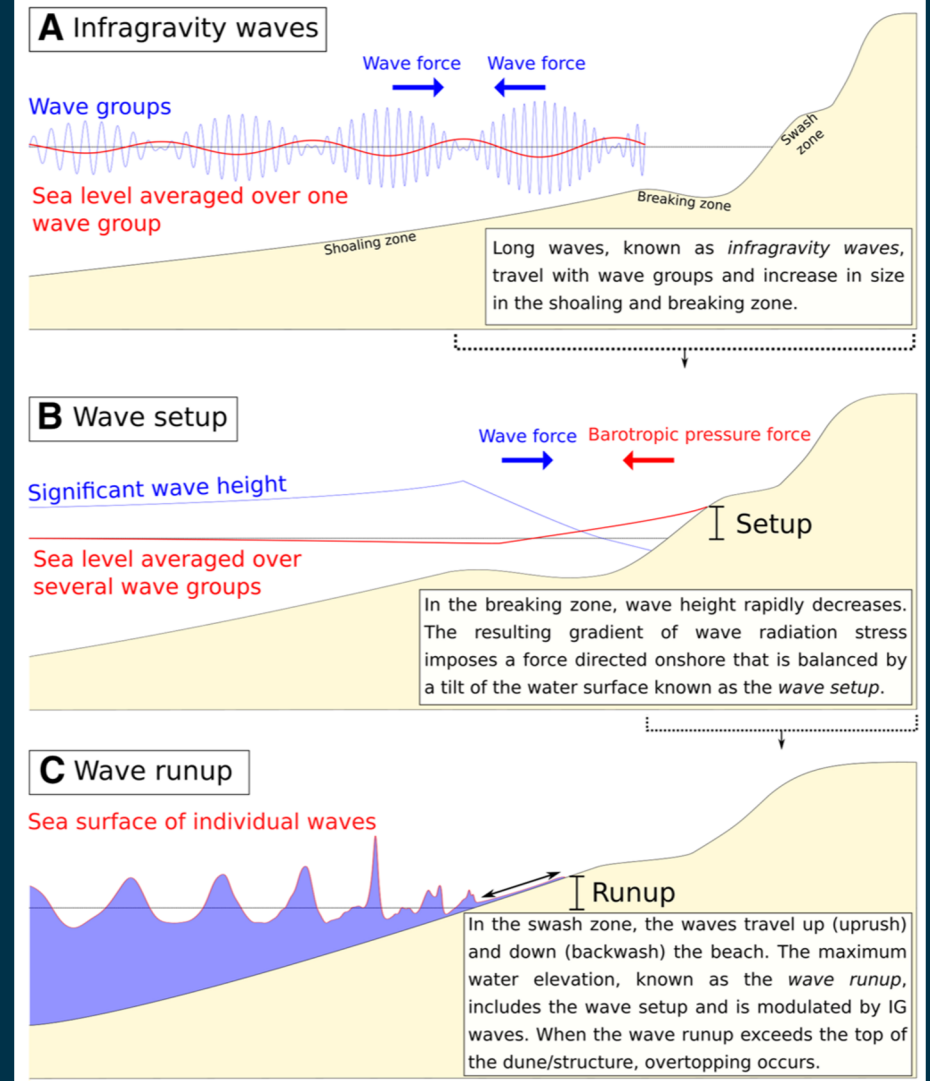 A Infragravity waves
Wave force
Wave force
Wave groups
Swash
zone
Sea level averaged over one
wave group
Breaking zone
Shoaling zone
Long waves, known as infragravity waves,
travel with wave groups and increase in size
in the shoaling and breaking zone.
B Wave setup
Wave force
Barotropic pressure force
Significant wave height
Setup
Sea level averaged over
several wave groups
In the breaking zone, wave height rapidly decreases.
The resulting gradient of wave radiation stress
imposes a force directed onshore that is balanced by
a tilt of the water surface known as the wave setup.
C Wave runup
Sea surface of individual waves
Runup
In the swash zone, the waves travel up (uprush)
and down (backwash) the beach. The maximum
water elevation, known as the wave runup,
includes the wave setup and is modulated by IG
waves. When the wave runup exceeds the top of
the dune/structure, overtopping occurs.